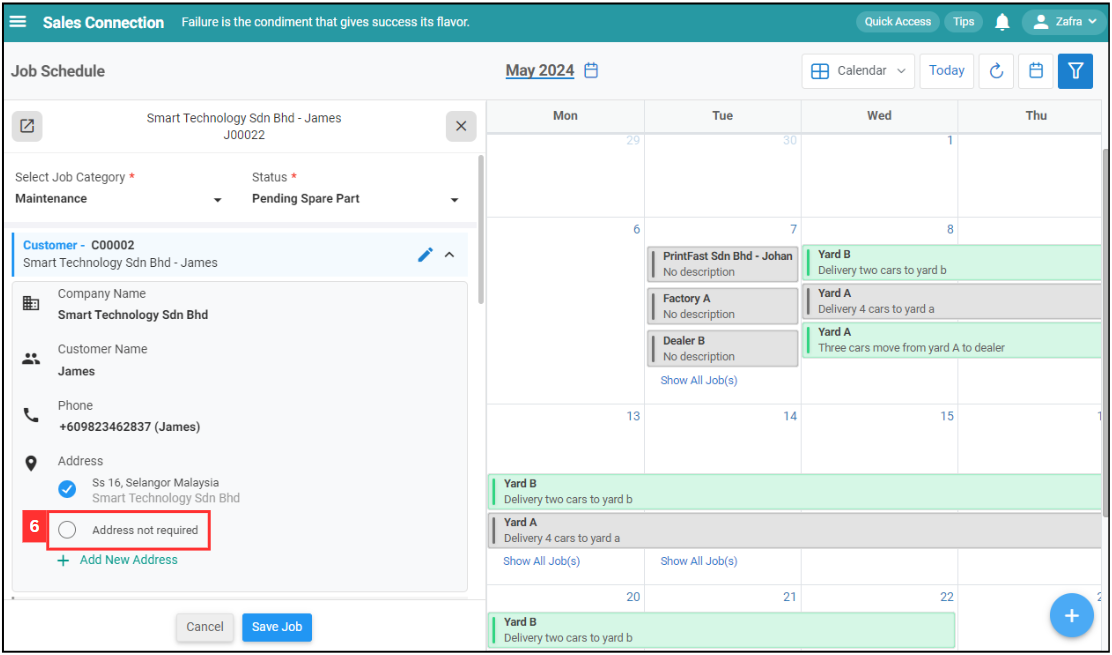 Sales Connection Failure is the condiment that gives success its flavor. Quick Access Tips Zafra
Job Schedule May 2024 Calendar Today
Smart Technology Sdn Bhd - James
J00022
Select Job Category * Status *
Maintenance Pending Spare Part
Customer - C00002
Smart Technology Sdn Bhd - James
Company Name
Smart Technology Sdn Bhd
Customer Name
James
Phone
+609823462837 (James)
Address
Ss 16, Selangor Malaysia
Smart Technology Sdn Bhd
6 Address not required
+ Add New Address
Cancel Save Job
Mon Tue Wed Thu
29 30 1
6 7 8
PrintFast Sdn Bhd - Johan
No description
Factory A
No description
Dealer B
No description
Show All Job(s)
Yard B
Delivery two cars to yard b
Yard A
Delivery 4 cars to yard a
Yard A
Three cars move from yard A to dealer
13 14 15
Yard B
Delivery two cars to yard b
Yard A
Delivery 4 cars to yard a
Show All Job(s) Show All Job(s)
20 21 22
Yard B
Delivery two cars to yard b
+